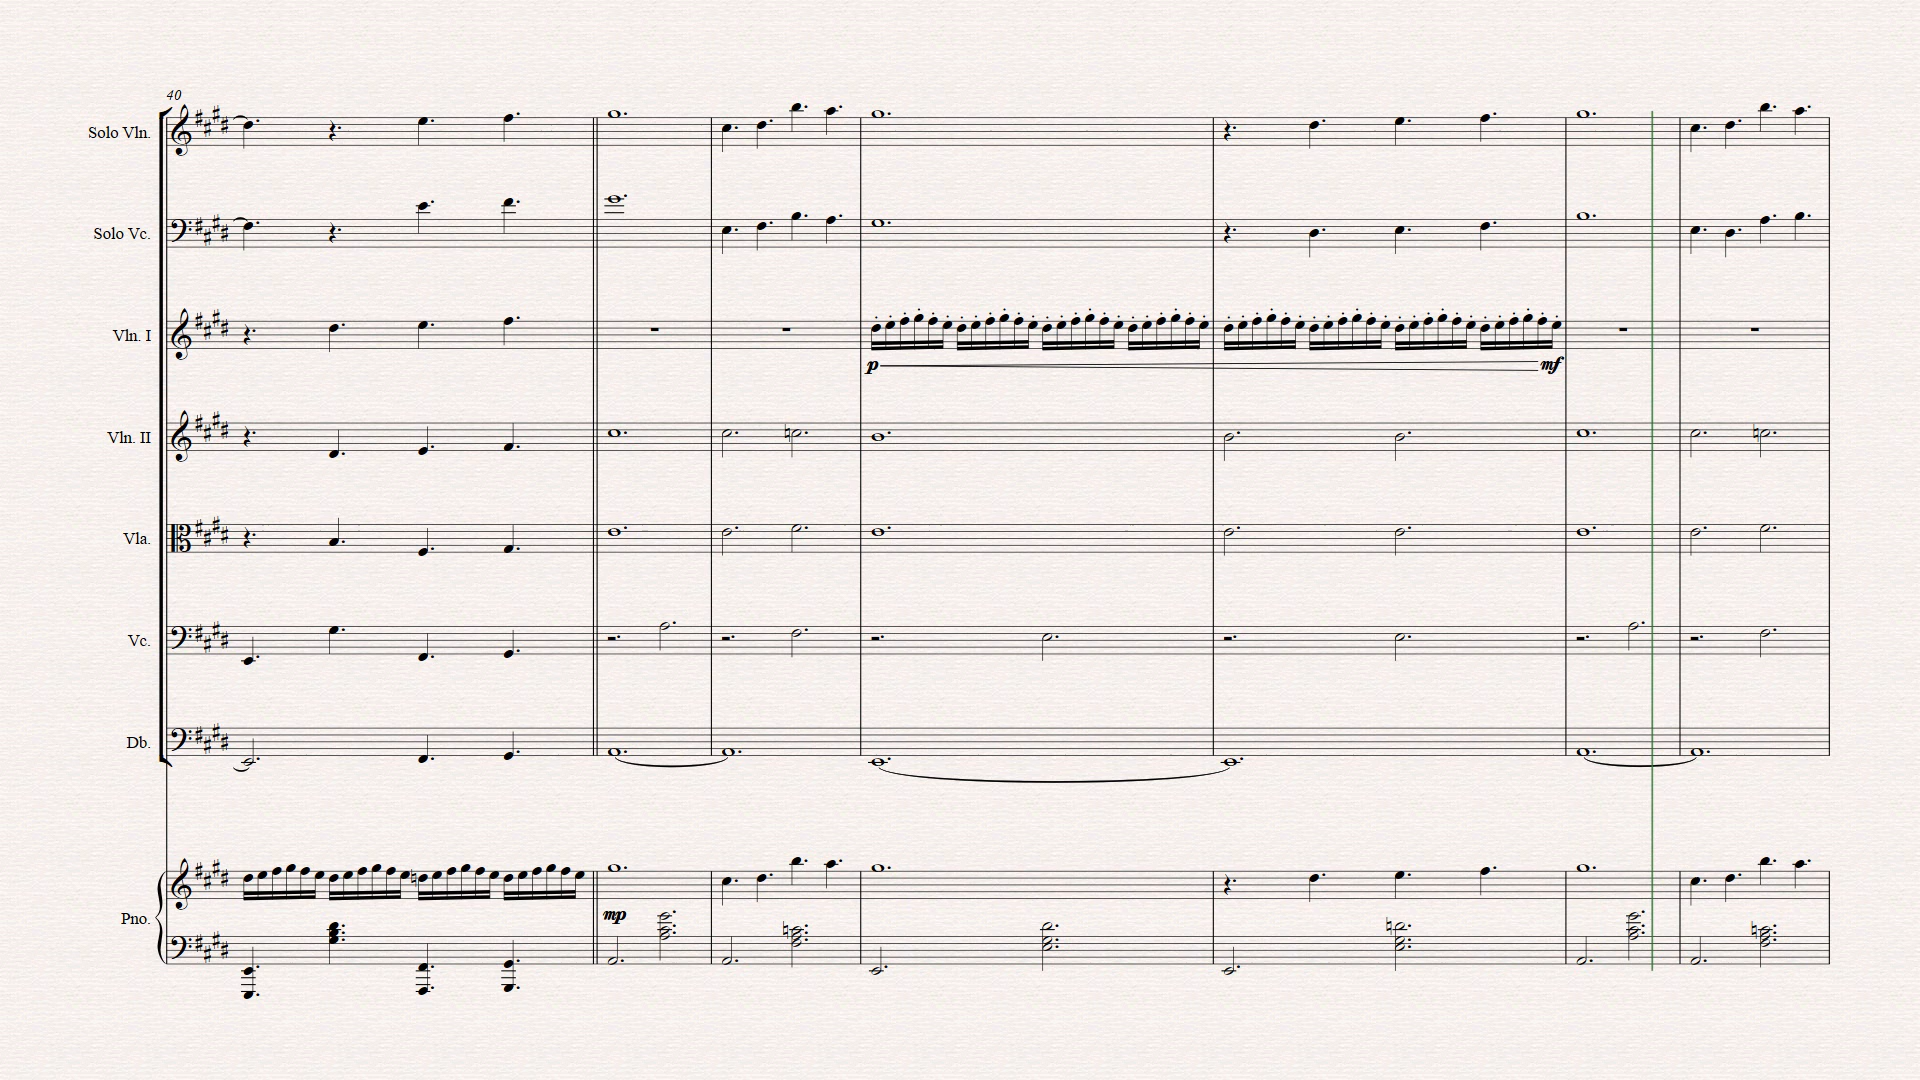 40
Solo Vln.
Solo Vc.
Vln. I
p mf
Vln. II
Vla.
Vc.
Db.
Pno.
mp